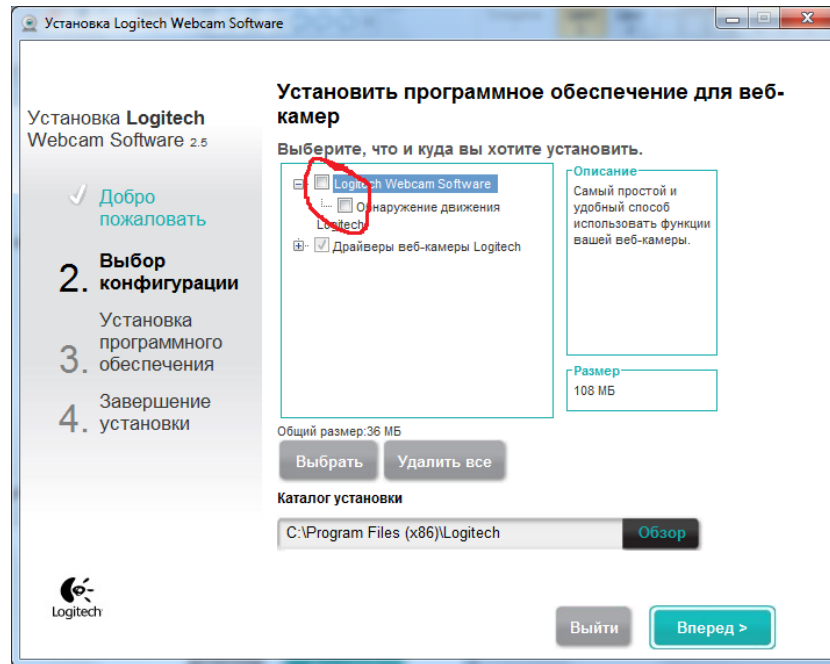 Установка Logitech Webcam Software
Установить программное обеспечение для веб-
камер
Выберите, что и куда вы хотите установить.
Установка Logitech
Webcam Software 2.5
Добро
пожаловать
2. Выбор
конфигурации
3. Установка
программного
обеспечения
4. Завершение
установки
Logitech Webcam Software
Обнаружение движения
Logitech
Драйверы веб-камеры Logitech
Описание
Самый простой и
удобный способ
использовать функции
вашей веб-камеры.
Размер
108 МБ
Общий размер:36 МБ
Выбрать
Удалить все
Каталог установки
C:\Program Files (x86)\Logitech
Обзор
Logitech
Выйти
Вперед >